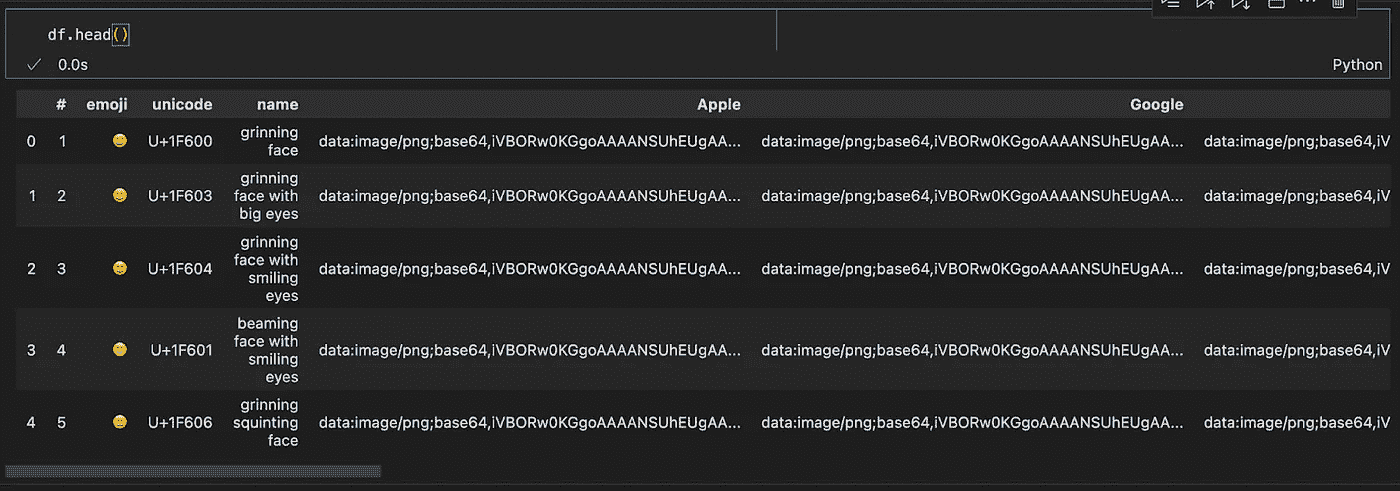 df.head()
0.0s
Python
# emoji unicode name Apple Google
0 1 😀 U+1F600 grinning face data:image/png;base64,iVBORw0KGgoAAAANSUhEUgAA... data:image/png;base64,iVBORw0KGgoAAAANSUhEUgAA... data:image/png;base64,iV
1 2 😃 U+1F603 grinning face with big eyes data:image/png;base64,iVBORw0KGgoAAAANSUhEUgAA... data:image/png;base64,iVBORw0KGgoAAAANSUhEUgAA... data:image/png;base64,iV
2 3 😄 U+1F604 grinning face with smiling eyes data:image/png;base64,iVBORw0KGgoAAAANSUhEUgAA... data:image/png;base64,iVBORw0KGgoAAAANSUhEUgAA... data:image/png;base64,iV
3 4 😁 U+1F601 beaming face with smiling eyes data:image/png;base64,iVBORw0KGgoAAAANSUhEUgAA... data:image/png;base64,iVBORw0KGgoAAAANSUhEUgAA... data:image/png;base64,iV
4 5 😆 U+1F606 grinning squinting face data:image/png;base64,iVBORw0KGgoAAAANSUhEUgAA... data:image/png;base64,iVBORw0KGgoAAAANSUhEUgAA... data:image/png;base64,iV